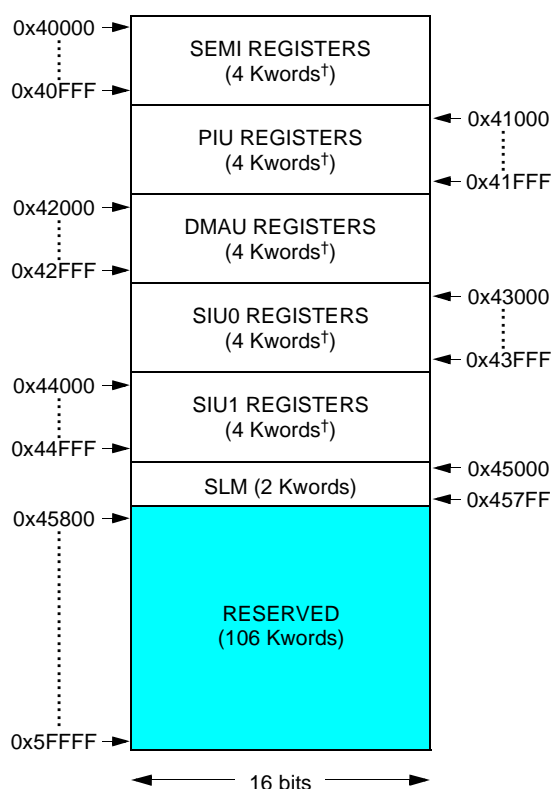 0x40000
SEMI REGISTERS
(4 Kwords†)
0x40FFF
0x41000
PIU REGISTERS
(4 Kwords†)
0x41FFF
0x42000
DMAU REGISTERS
(4 Kwords†)
0x42FFF
0x43000
SIU0 REGISTERS
(4 Kwords†)
0x43FFF
0x44000
SIU1 REGISTERS
(4 Kwords†)
0x44FFF
0x45000
SLM (2 Kwords)
0x457FF
0x45800
RESERVED
(106 Kwords)
0x5FFFF
16 bits